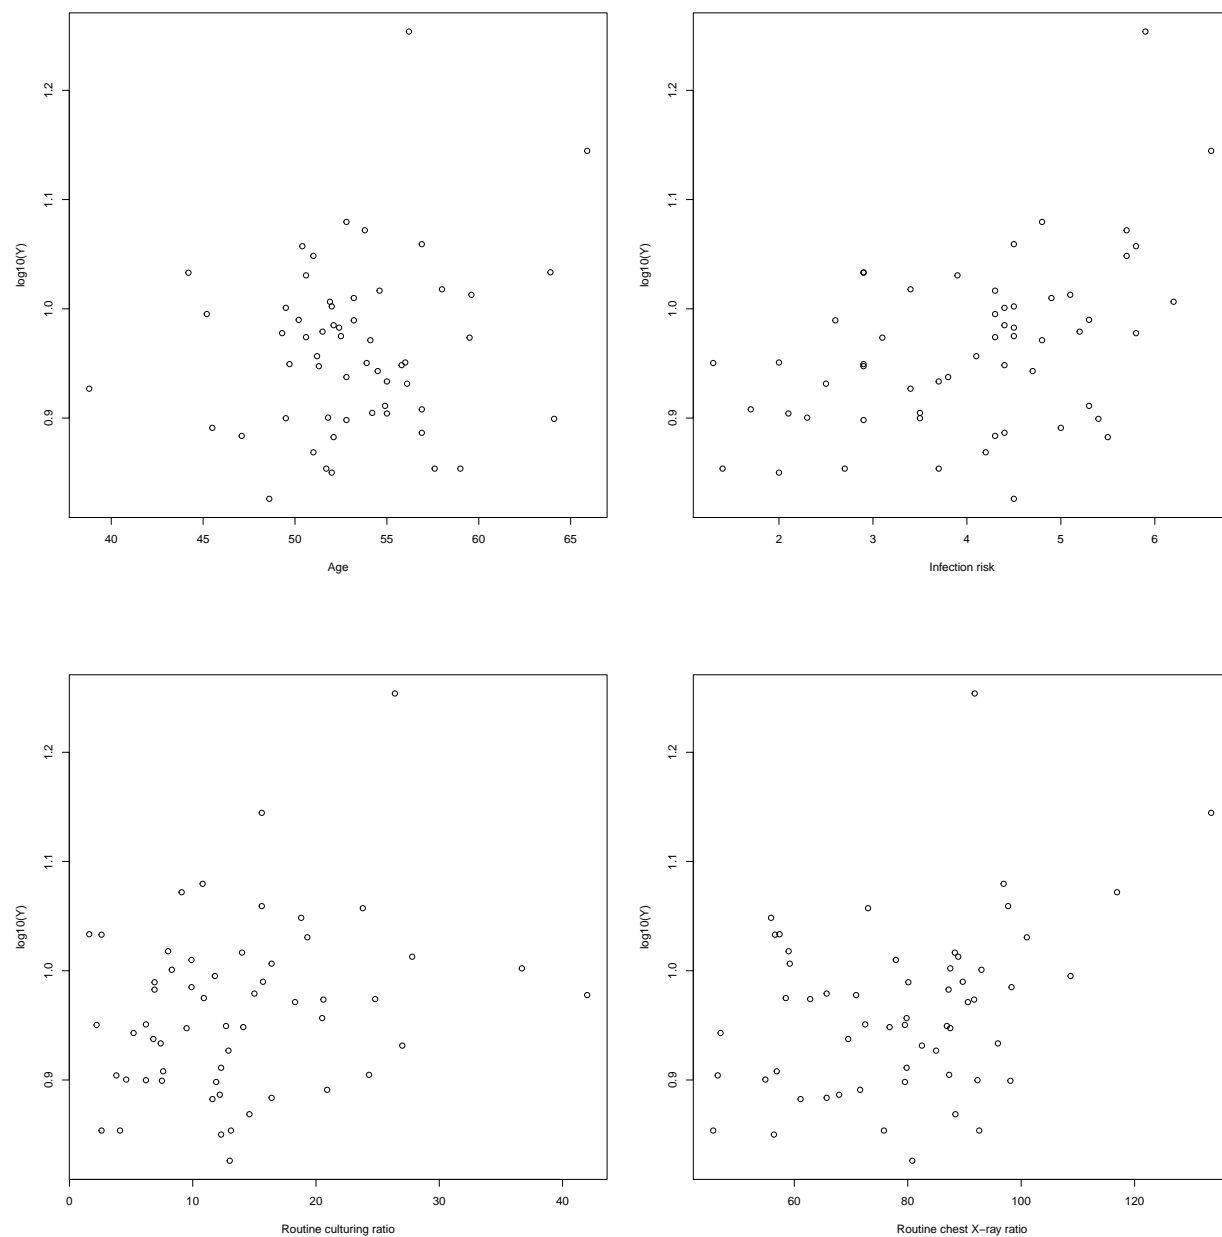 1.2
1.1
1.0
0.9
log10(Y)
40 45 50 55 60 65
Age
1.2
1.1
1.0
0.9
log10(Y)
2 3 4 5 6
Infection risk
1.2
1.1
1.0
0.9
log10(Y)
0 10 20 30 40
Routine culturing ratio
1.2
1.1
1.0
0.9
log10(Y)
60 80 100 120
Routine chest X−ray ratio